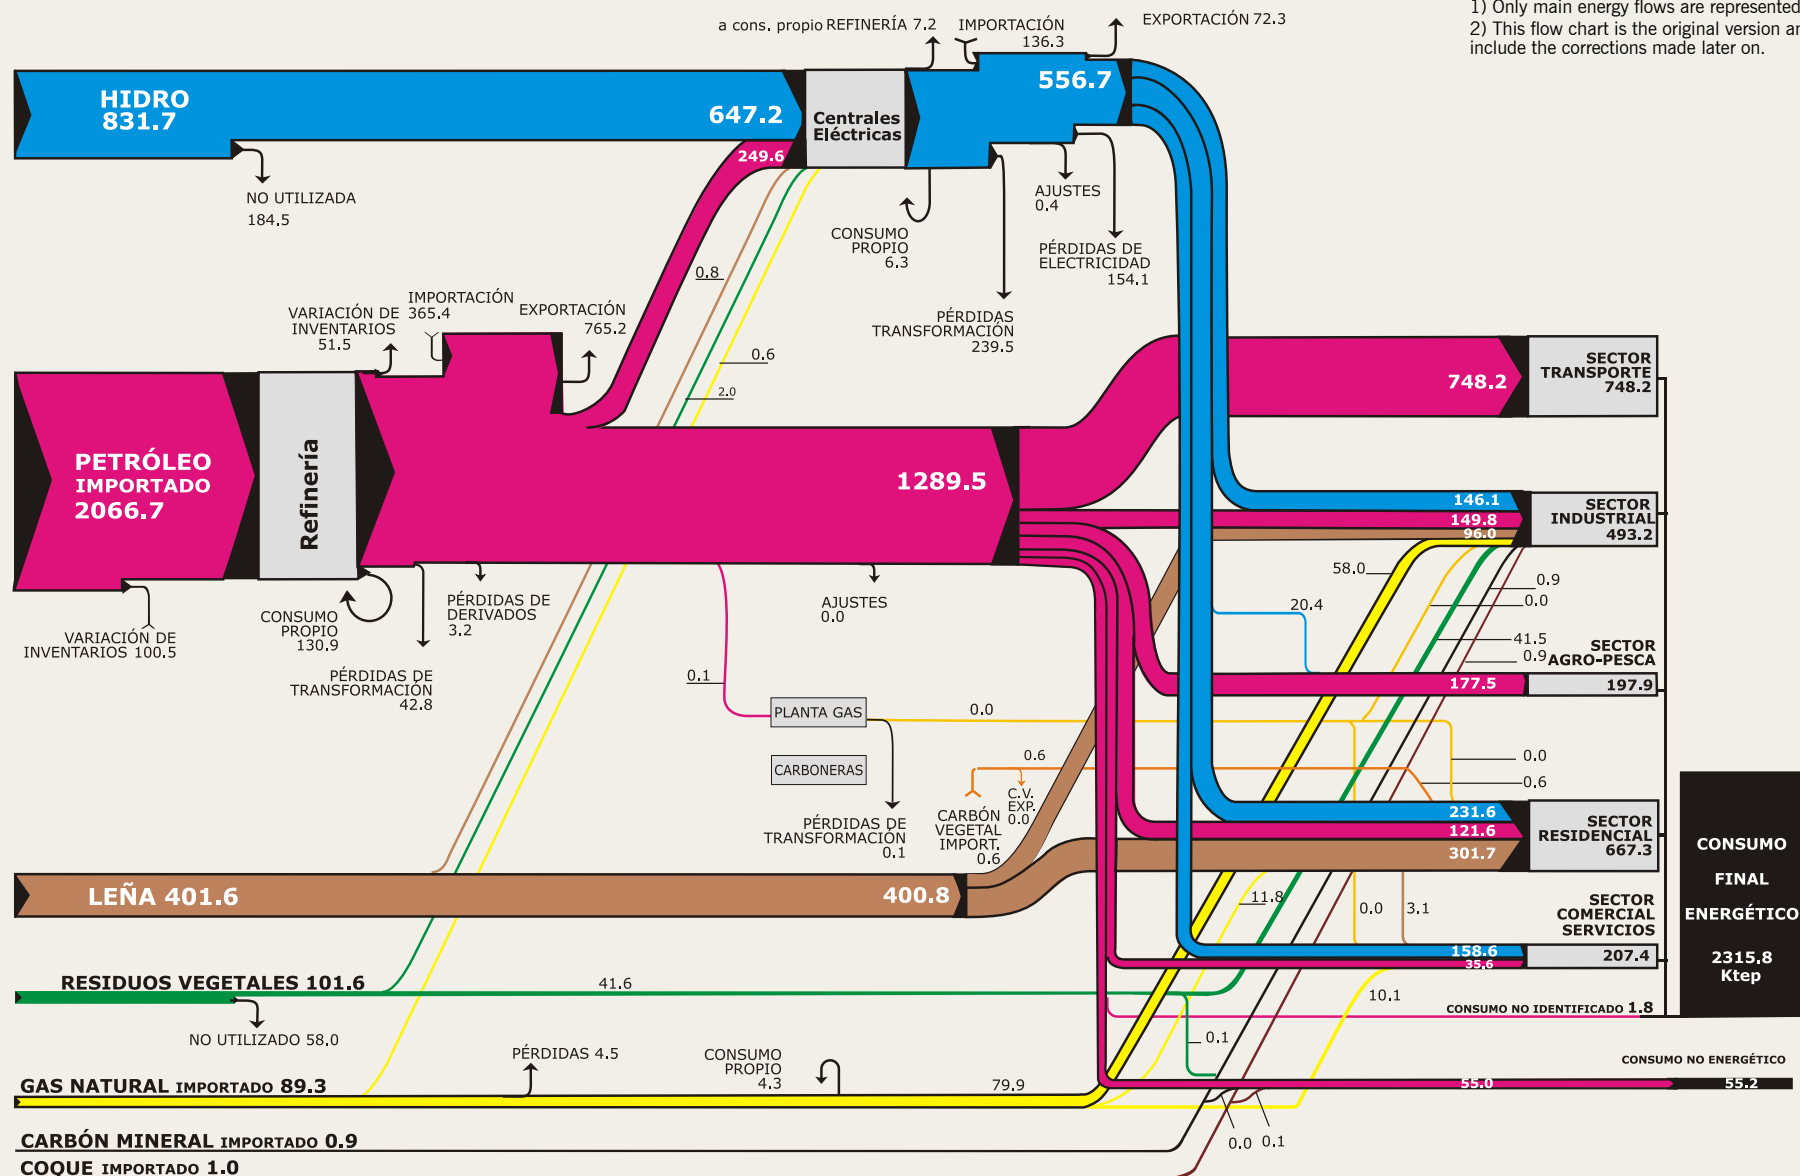 1) Only main energy flows are represented
2) This flow chart is the original version an
include the corrections made later on.
a cons. propio REFINERÍA 7.2
IMPORTACIÓN
136.3
EXPORTACIÓN 72.3
HIDRO
831.7
647.2
249.6
Centrales
Eléctricas
556.7
NO UTILIZADA
184.5
CONSUMO
PROPIO
6.3
AJUSTES
0.4
PÉRDIDAS DE
ELECTRICIDAD
154.1
PÉRDIDAS
TRANSFORMACIÓN
239.5
0.8
0.6
2.0
VARIACIÓN DE
INVENTARIOS
51.5
IMPORTACIÓN
365.4
EXPORTACIÓN
765.2
PETRÓLEO
IMPORTADO
2066.7
Refinería
1289.5
VARIACIÓN DE
INVENTARIOS 100.5
CONSUMO
PROPIO
130.9
PÉRDIDAS DE
TRANSFORMACIÓN
42.8
PÉRDIDAS DE
DERIVADOS
3.2
AJUSTES
0.0
748.2
SECTOR
TRANSPORTE
748.2
146.1
149.8
96.0
SECTOR
INDUSTRIAL
493.2
58.0
20.4
0.9
0.0
41.5
0.9
SECTOR
AGRO-PESCA
177.5
197.9
0.1
PLANTA GAS
0.0
CARBONERAS
PÉRDIDAS DE
TRANSFORMACIÓN
0.1
0.6
C.V.
EXP.
0.0
CARBÓN
VEGETAL
IMPORT.
0.6
0.0
0.6
231.6
121.6
301.7
SECTOR
RESIDENCIAL
667.3
CONSUMO
FINAL
ENERGÉTICO
2315.8
Ktep
LEÑA 401.6
400.8
11.8
0.0
3.1
SECTOR
COMERCIAL
SERVICIOS
158.6
35.6
207.4
RESIDUOS VEGETALES 101.6
41.6
10.1
NO UTILIZADO 58.0
CONSUMO NO IDENTIFICADO 1.8
0.1
GAS NATURAL IMPORTADO 89.3
PÉRDIDAS 4.5
CONSUMO
PROPIO
4.3
79.9
CONSUMO NO ENERGÉTICO
55.0
55.2
CARBÓN MINERAL IMPORTADO 0.9
0.0
0.1
COQUE IMPORTADO 1.0